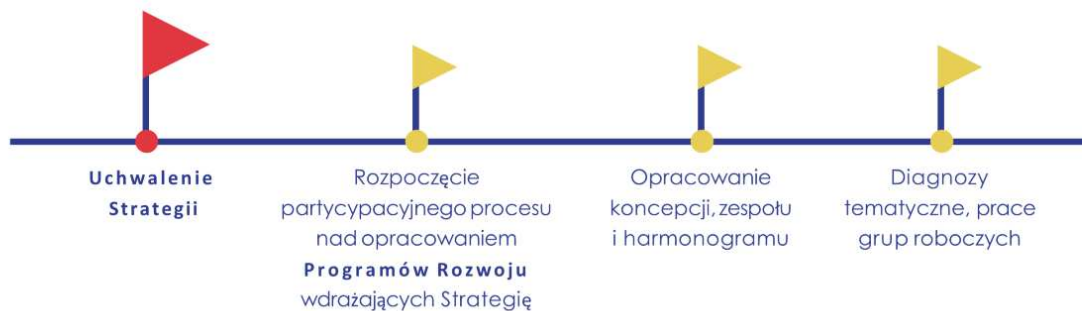 Uchwalenie
Strategii
Rozpoczęcie
partycypacyjnego procesu
nad opracowaniem
Programów Rozwoju
wdrażających Strategię
Opracowanie
koncepcji, zespołu
i harmonogramu
Diagnozy
tematyczne, prace
grup roboczych